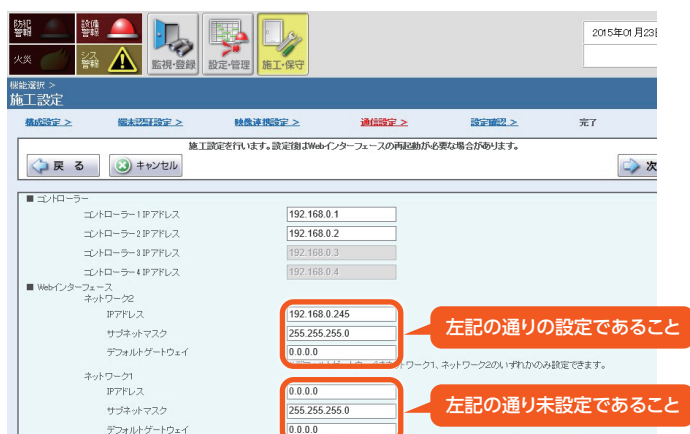 防犯警報
設備警報
火災
シス警報
監視・登録
設定・管理
施工・保守
2015年01月23日
機能選択 >
施工設定
構成設定 >
端末認証設定 >
映像連携設定 >
通信設定 >
設定確認 >
完了
施工設定を行います。設定後はWebインターフェースの再起動が必要な場合があります。
戻 る
キャンセル
次
■ コントローラー
コントローラー1 IPアドレス 192.168.0.1
コントローラー2 IPアドレス 192.168.0.2
コントローラー3 IPアドレス 192.168.0.3
コントローラー4 IPアドレス 192.168.0.4
■ Webインターフェース
ネットワーク2
IPアドレス 192.168.0.245
サブネットマスク 255.255.255.0
デフォルトゲートウェイ 0.0.0.0
左記の通りの設定であること
トワーク1、ネットワーク2のいずれかのみ設定できます。
ネットワーク1
IPアドレス 0.0.0.0
サブネットマスク 255.255.255.0
デフォルトゲートウェイ 0.0.0.0
左記の通り未設定であること